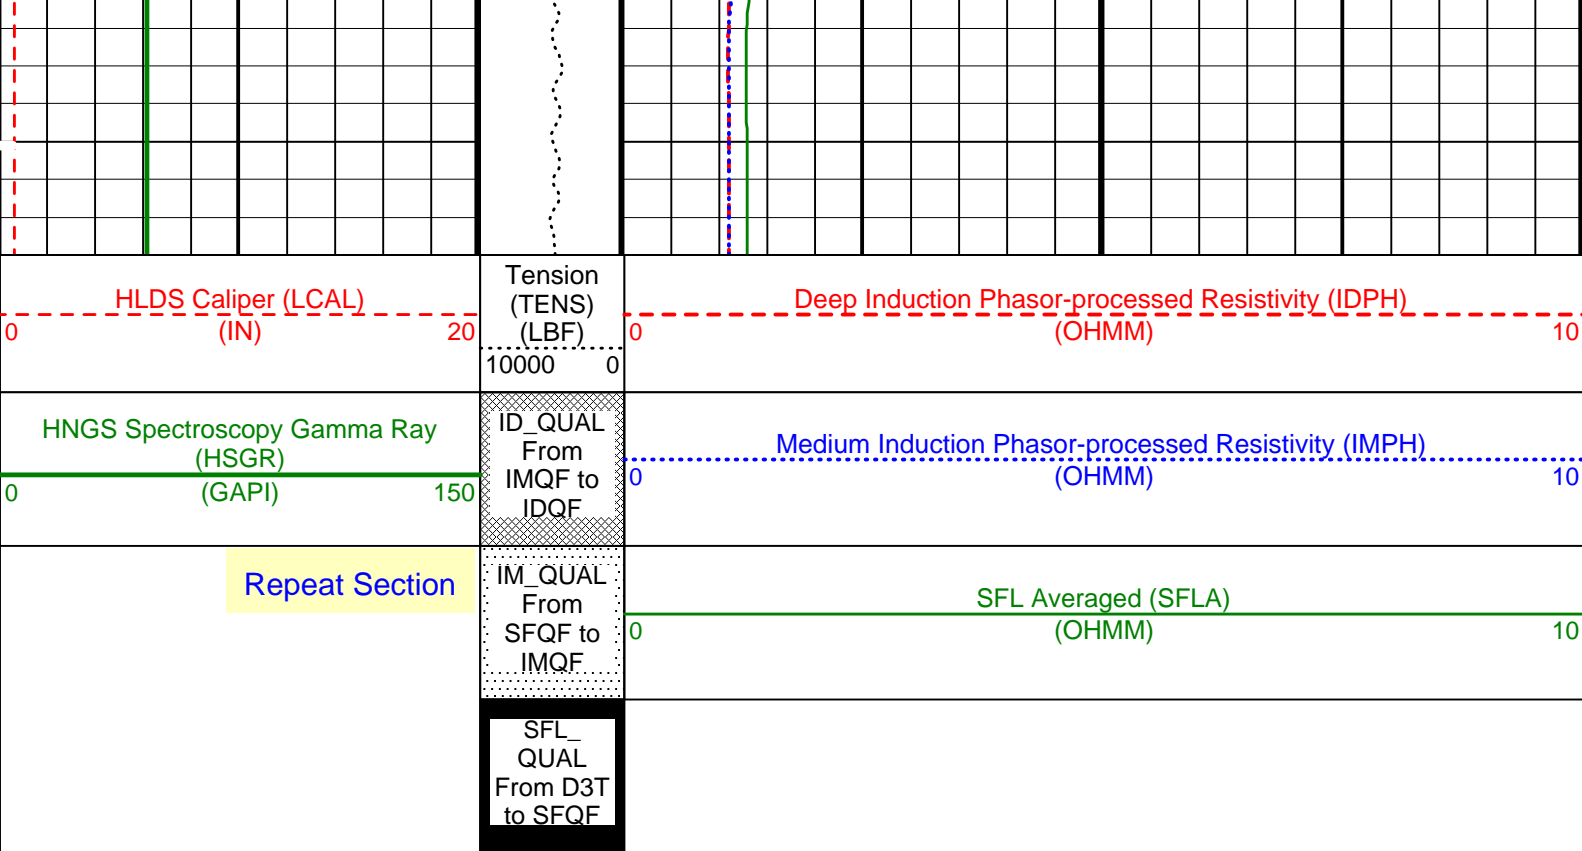 HLDS Caliper (LCAL)
(IN)
0
20
Tension
(TENS)
(LBF)
10000
0
Deep Induction Phasor-processed Resistivity (IDPH)
(OHMM)
0
10
HNGS Spectroscopy Gamma Ray
(HSGR)
(GAPI)
0
150
ID_QUAL
From
IMQF to
IDQF
Medium Induction Phasor-processed Resistivity (IMPH)
(OHMM)
0
10
Repeat Section
IM_QUAL
From
SFQF to
IMQF
SFL Averaged (SFLA)
(OHMM)
0
10
SFL_
QUAL
From D3T
to SFQF